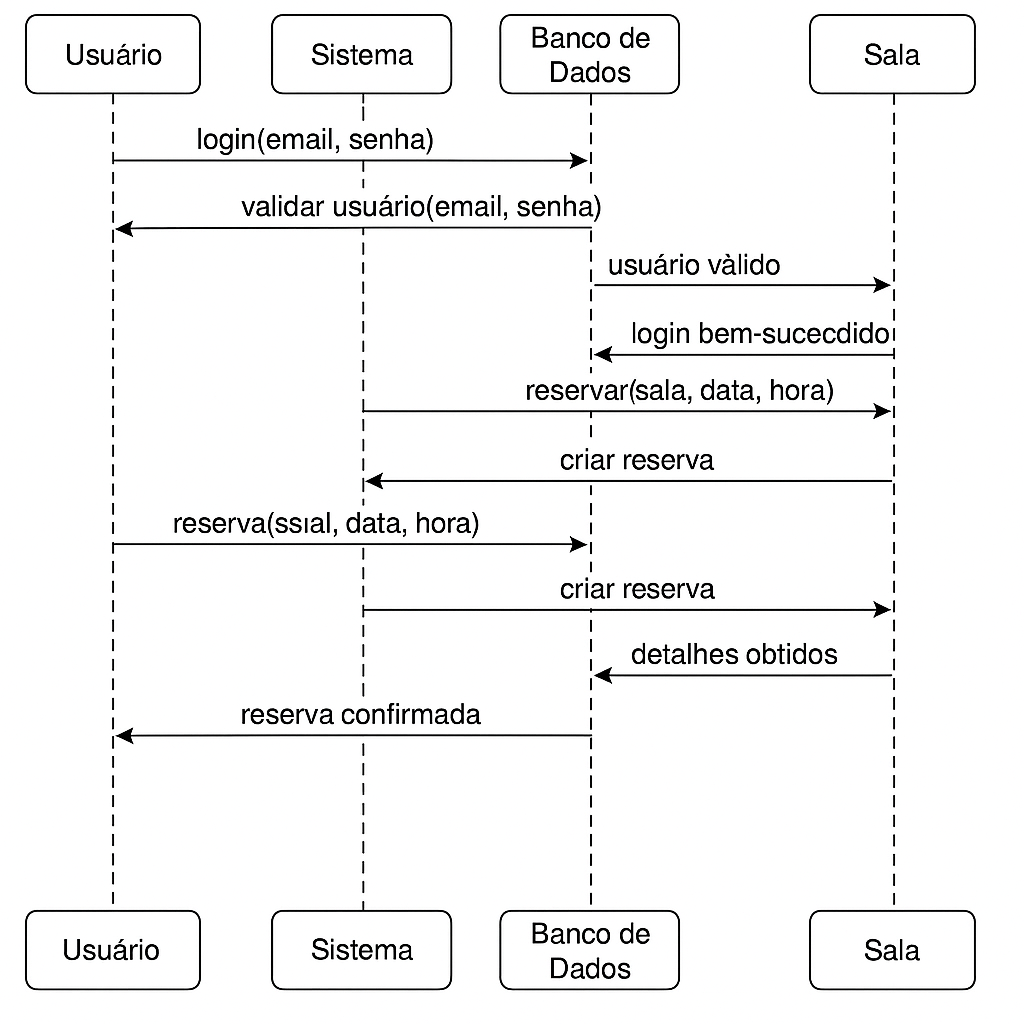 Usuário
Sistema
Banco de
Dados
Sala
login(email, senha)
validar usuário(email, senha)
usuário vàlido
login bem-sucecdido
reservar(sala, data, hora)
criar reserva
reserva(ssıal, data, hora)
criar reserva
detalhes obtidos
reserva confirmada
Usuário
Sistema
Banco de
Dados
Sala